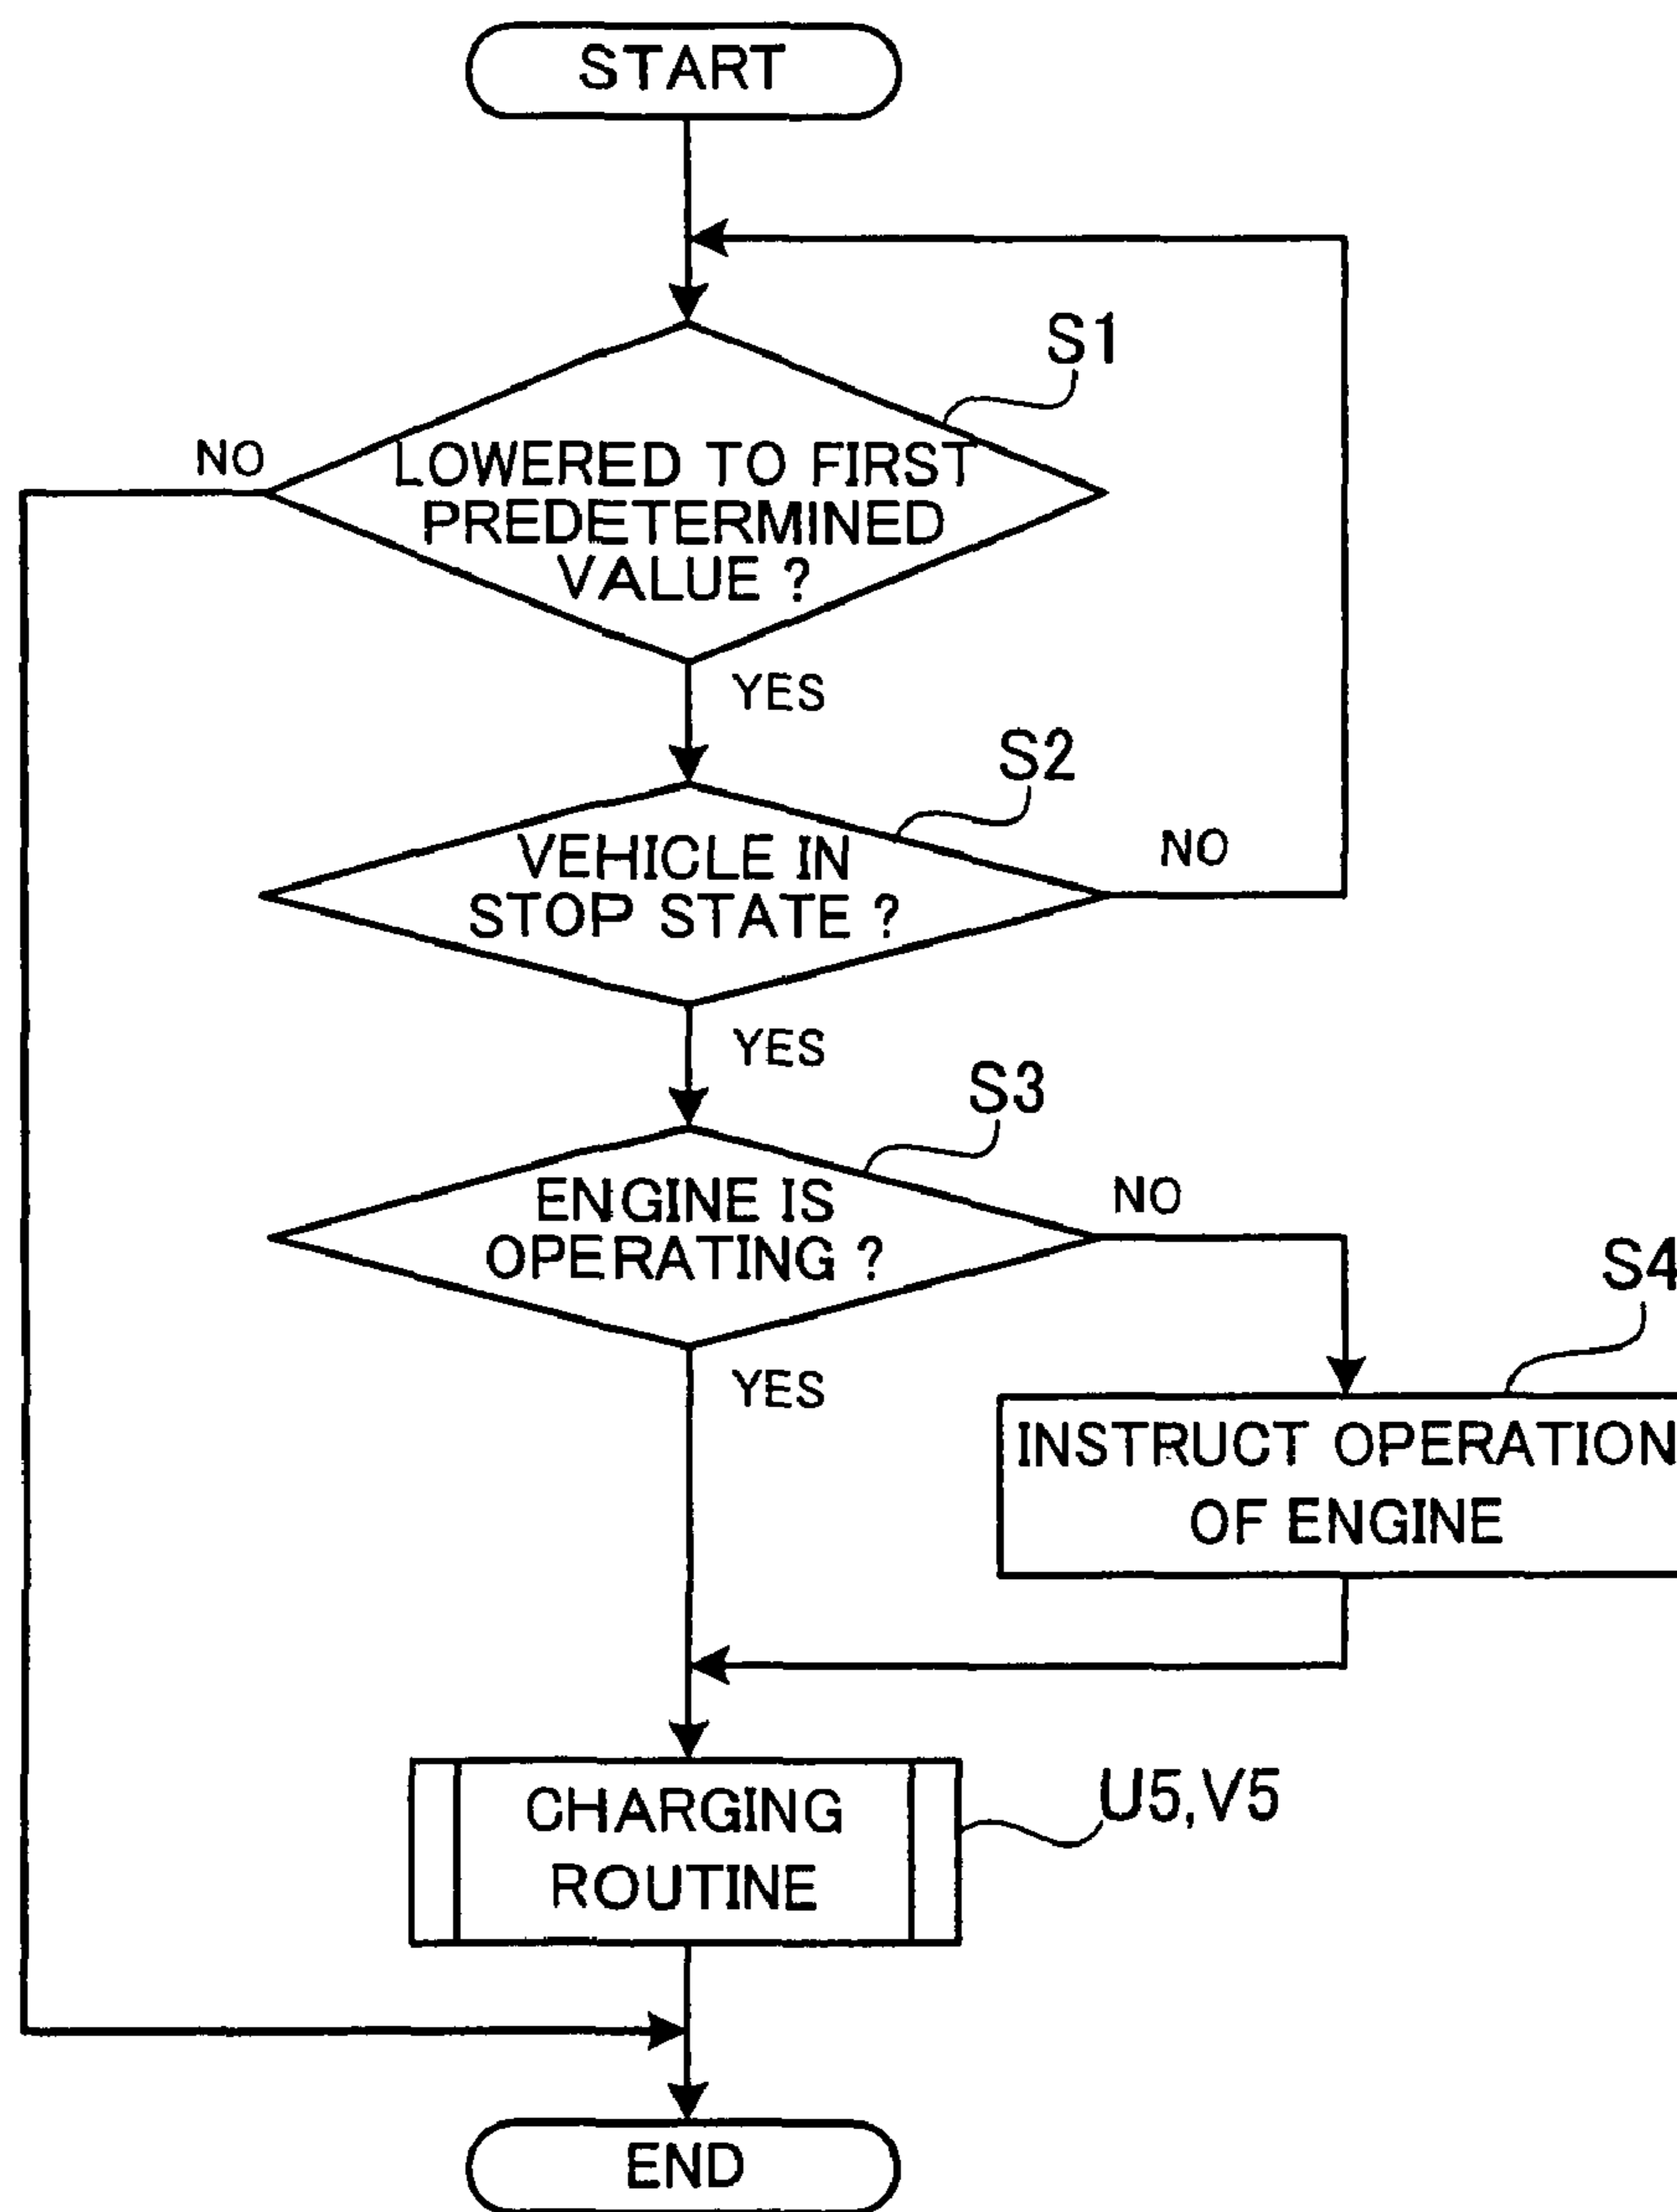 START
S1
NO
LOWERED TO FIRST
PREDETERMINED
VALUE ?
YES
S2
VEHICLE IN
STOP STATE ?
NO
YES
S3
ENGINE IS
OPERATING ?
NO
YES
S4
INSTRUCT OPERATION
OF ENGINE
CHARGING
ROUTINE
U5,V5
END